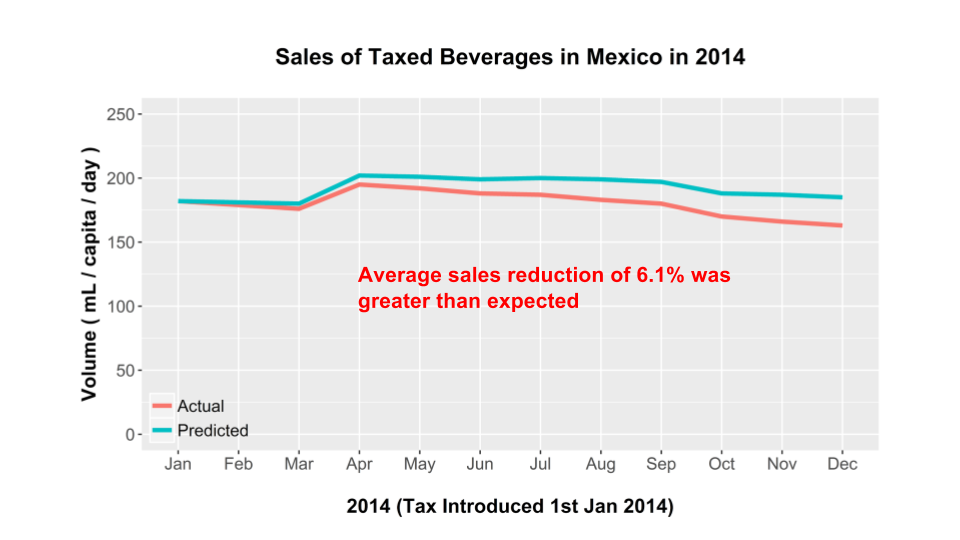 Sales of Taxed Beverages in Mexico in 2014
250
200
150
100
50
0
Volume ( mL / capita / day )
Average sales reduction of 6.1% was
greater than expected
Actual
Predicted
Jan Feb Mar Apr May Jun Jul Aug Sep Oct Nov Dec
2014 (Tax Introduced 1st Jan 2014)